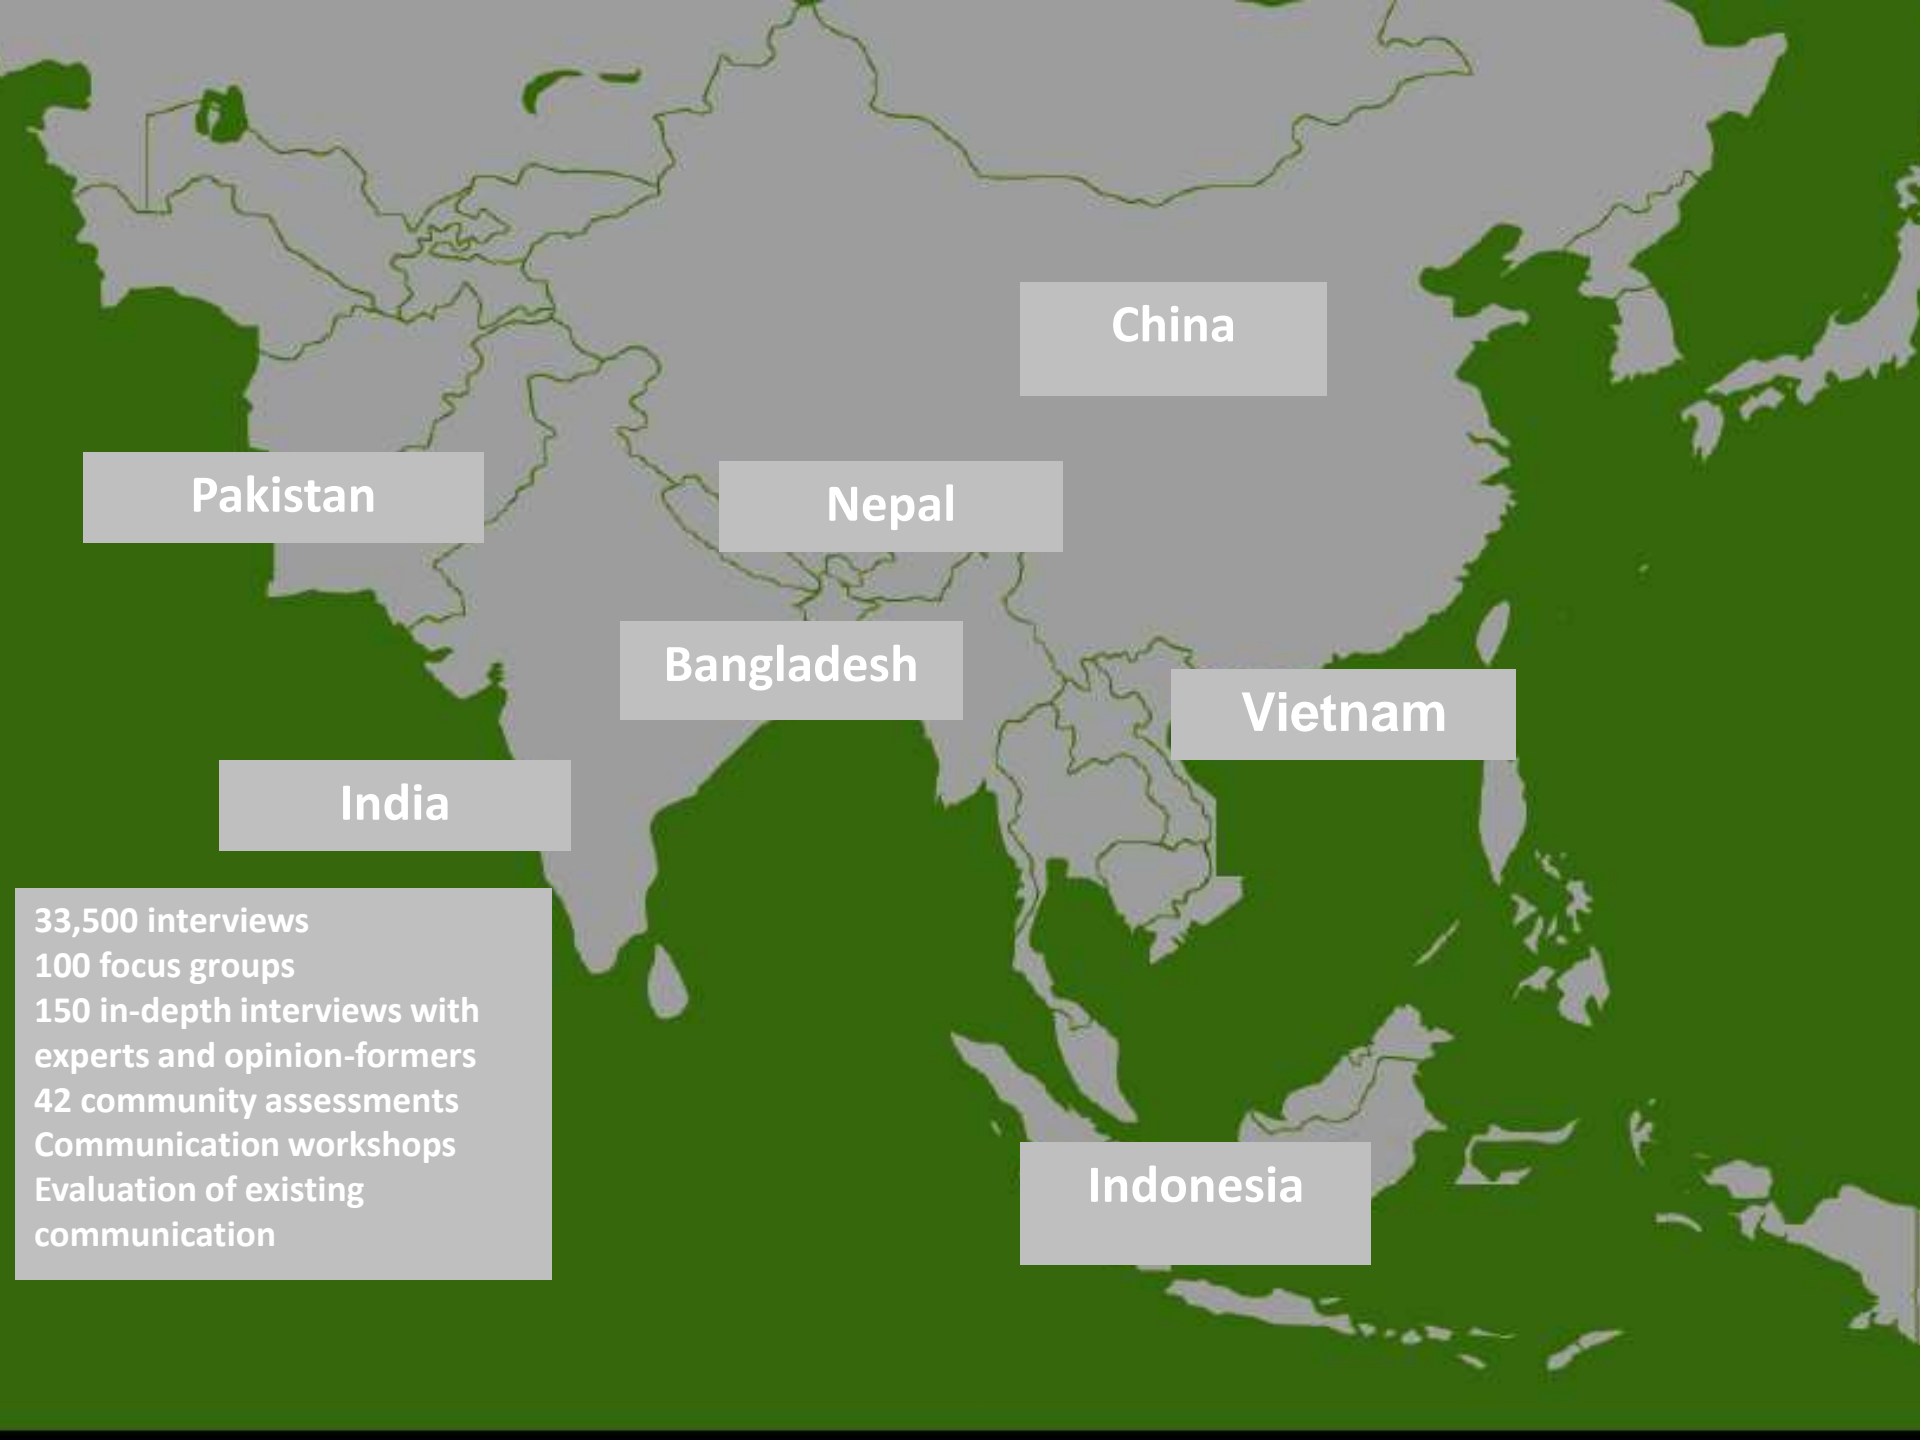 China
Pakistan
Nepal
Bangladesh
Vietnam
India
33,500 interviews
100 focus groups
150 in-depth interviews with
experts and opinion-formers
42 community assessments
Communication workshops
Evaluation of existing
communication
Indonesia